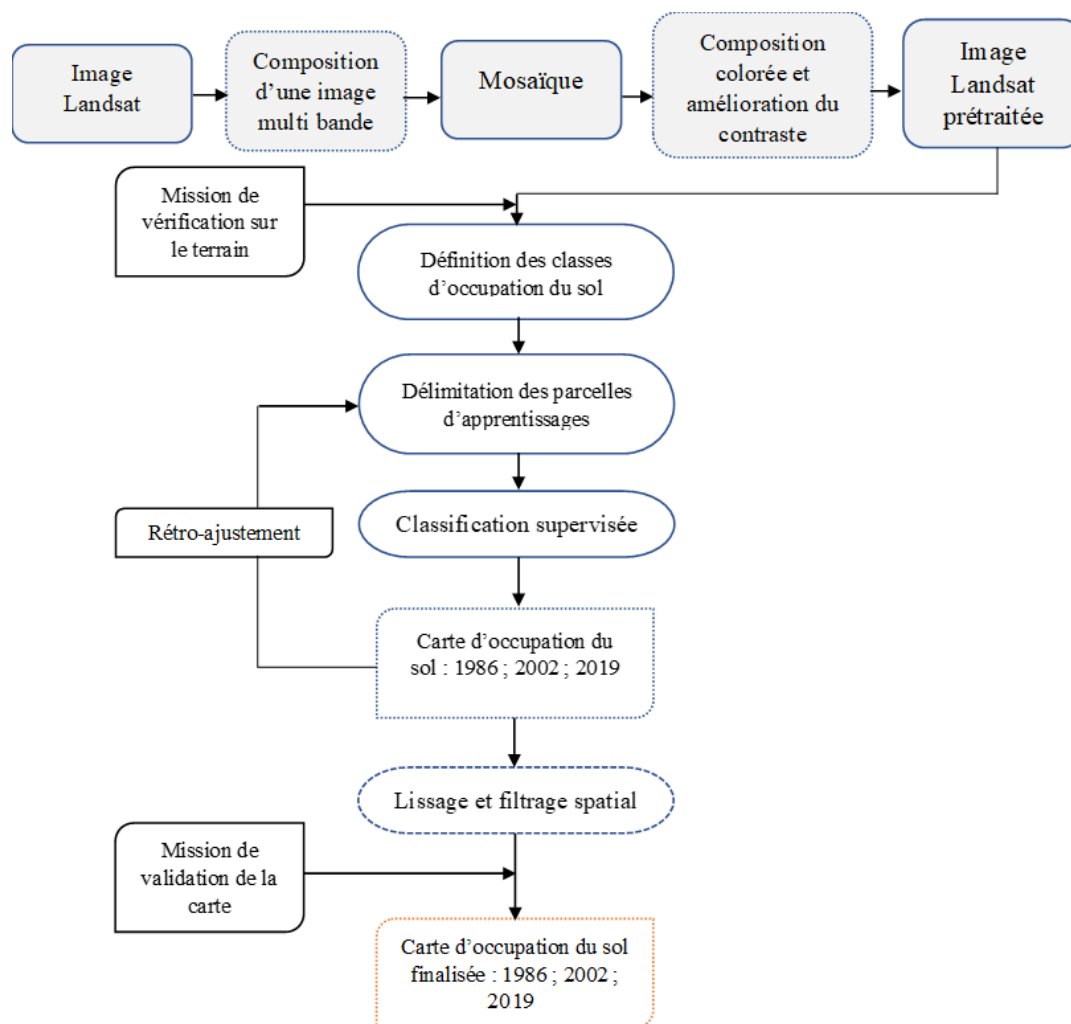 Image
Landsat
Composition
d’une image
multi bande
Mosaïque
Composition
colorée et
amélioration du
contraste
Image
Landsat
prétraitée
Mission de
vérification sur
le terrain
Définition des classes
d’occupation du sol
Délimitation des parcelles
d’apprentissages
Classification supervisée
Rétro-ajustement
Carte d’occupation du
sol : 1986 ; 2002 ; 2019
Lissage et filtrage spatial
Mission de
validation de la
carte
Carte d’occupation du sol
finalisée : 1986 ; 2002 ;
2019